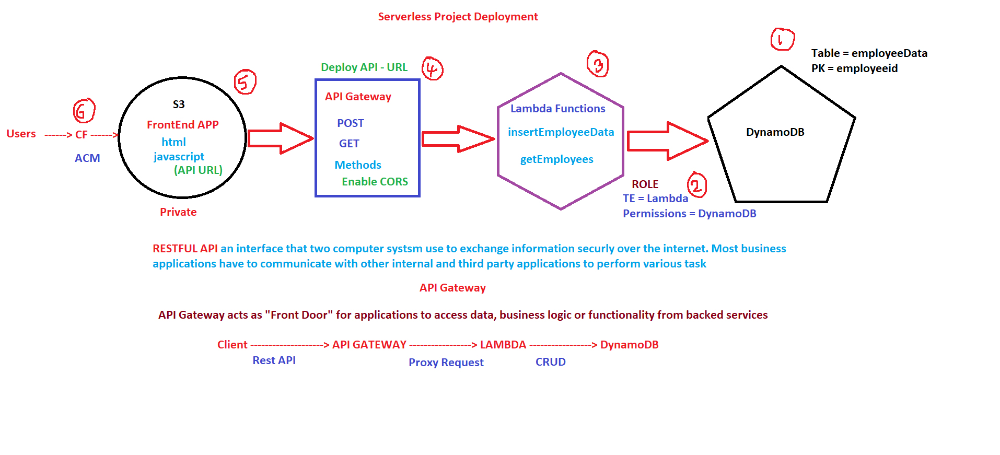 Serverless Project Deployment
1
Table = employeeData
PK = employeeid
3
Deploy API - URL
4
5
6
Users ------> CF ------>
ACM
S3
FrontEnd APP
html
javascript
(API URL)
Private
API Gateway
POST
GET
Methods
Enable CORS
Lambda Functions
insertEmployeeData
getEmployees
DynamoDB
2
ROLE
TE = Lambda
Permissions = DynamoDB
RESTFUL API an interface that two computer systsm use to exchange information securly over the internet. Most business
applications have to communicate with other internal and third party applications to perform various task
API Gateway
API Gateway acts as "Front Door" for applications to access data, business logic or functionality from backed services
Client --------------------> API GATEWAY -----------------> LAMBDA -----------------> DynamoDB
Rest API Proxy Request CRUD